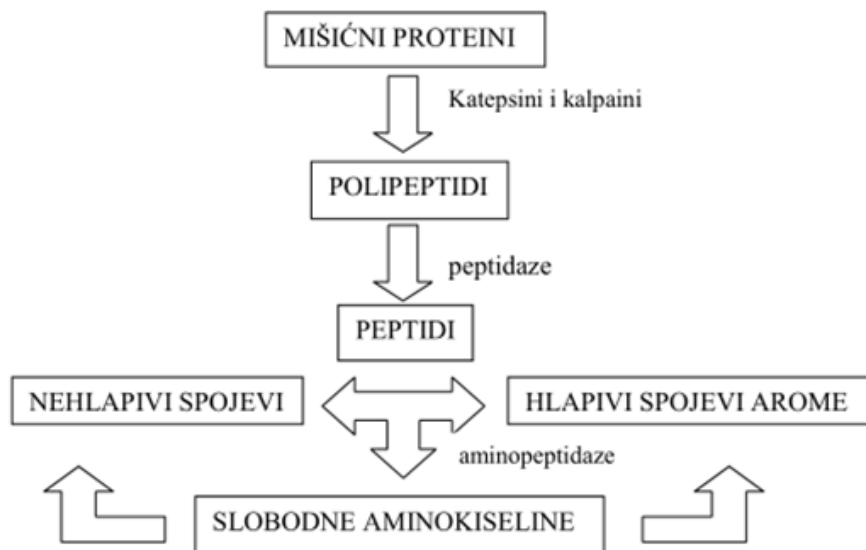 MIŠIĆNI PROTEINI
Katepsini i kalpaini
POLIPEPTIDI
peptidaze
PEPTIDI
NEHLAPIVI SPOJEVI
HLAPIVI SPOJEVI AROME
aminopeptidaze
SLOBODNE AMINOKISELINE